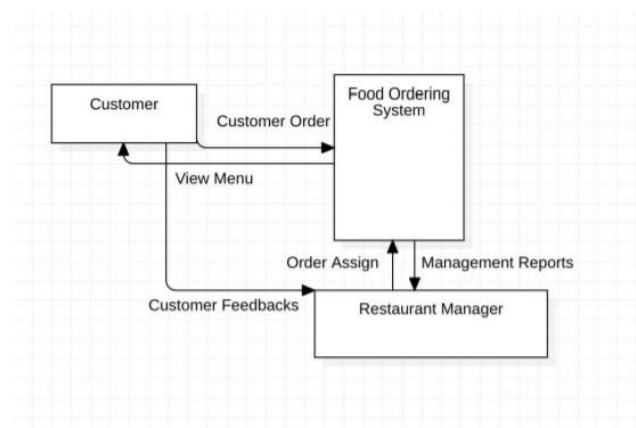 Customer
Food Ordering
System
Customer Order
View Menu
Order Assign
Management Reports
Customer Feedbacks
Restaurant Manager